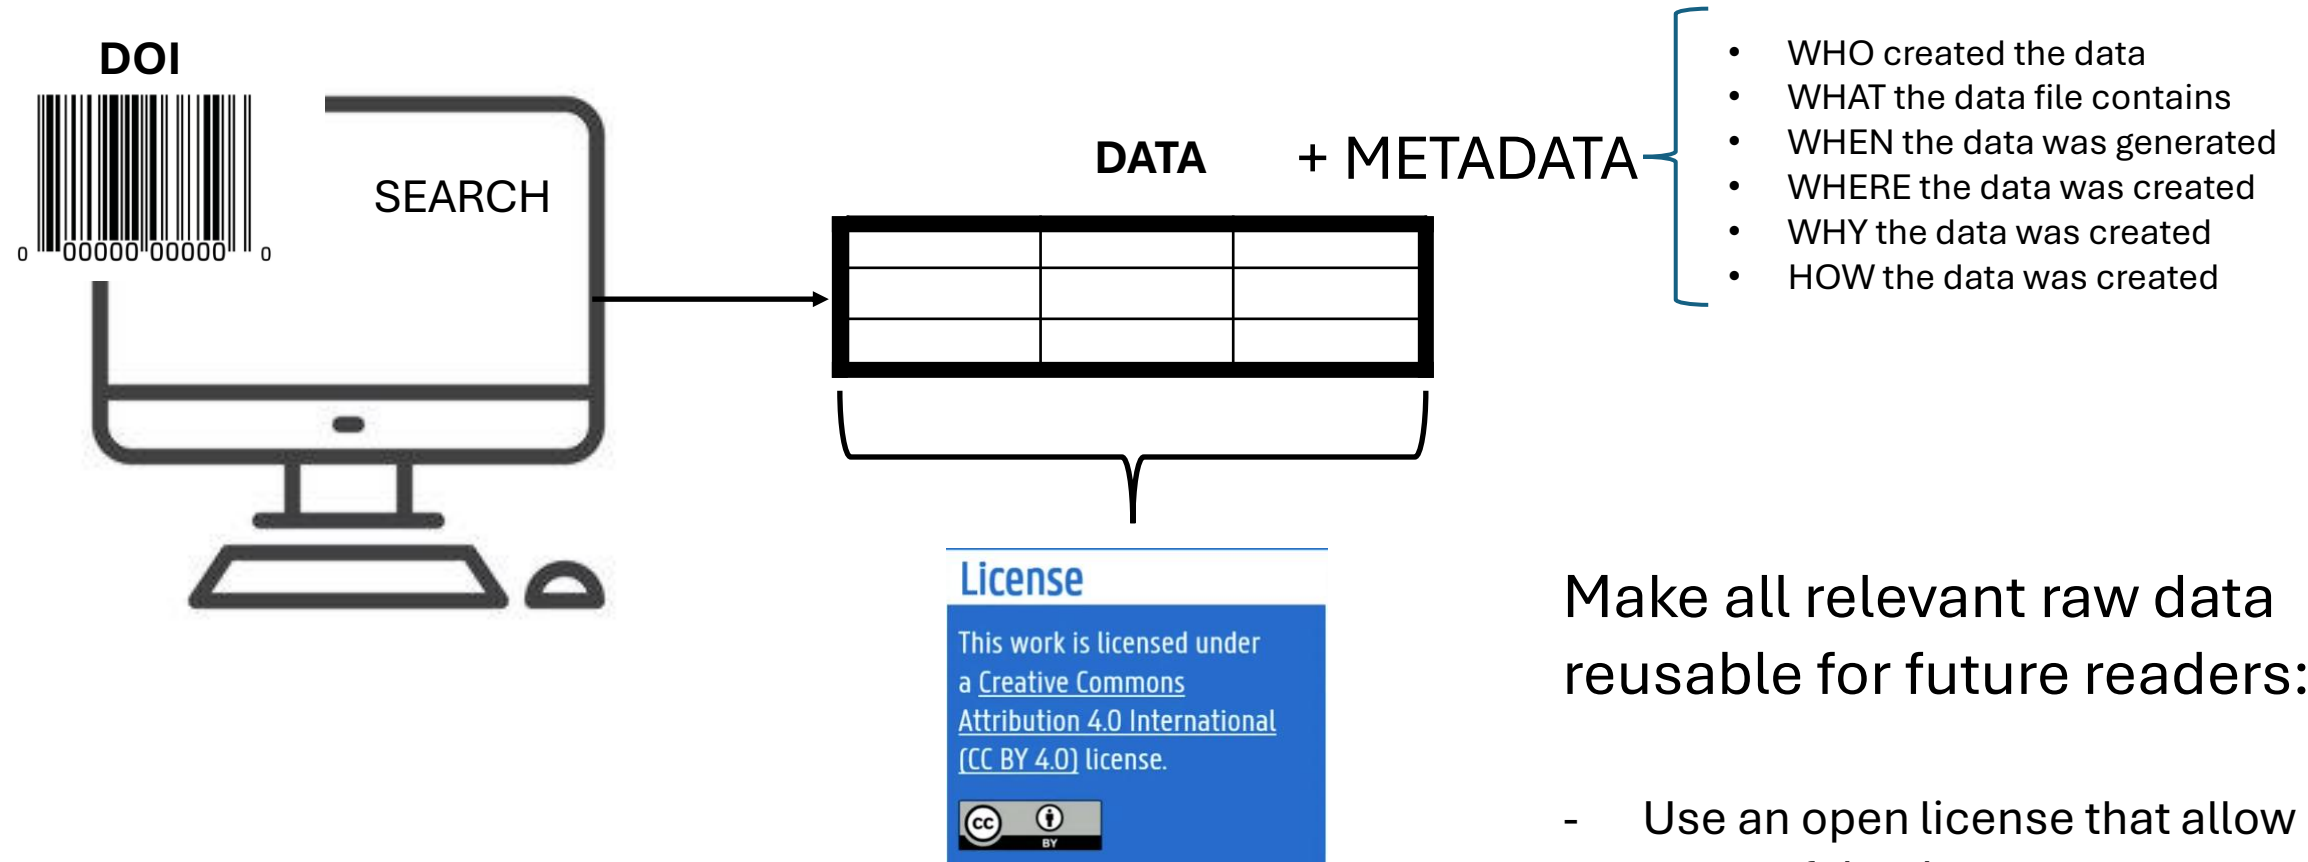 DOI
0 00000 00000 0
SEARCH
DATA + METADATA
• WHO created the data
• WHAT the data file contains
• WHEN the data was generated
• WHERE the data was created
• WHY the data was created
• HOW the data was created
License
This work is licensed under
a Creative Commons
Attribution 4.0 International
(CC BY 4.0) license.
cc
BY
Make all relevant raw data
reusable for future readers:
- Use an open license that allow